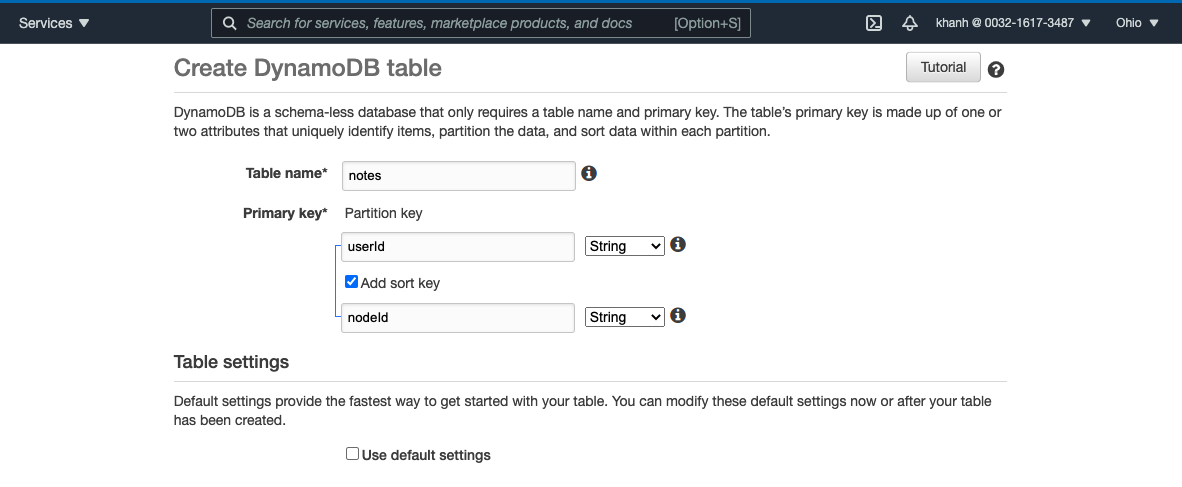 Services Search for services, features, marketplace products, and docs [Option+S] khanh @ 0032-1617-3487 Ohio
Create DynamoDB table Tutorial
DynamoDB is a schema-less database that only requires a table name and primary key. The table's primary key is made up of one or
two attributes that uniquely identify items, partition the data, and sort data within each partition.
Table name* notes
Primary key* Partition key
userId String
Add sort key
nodeId String
Table settings
Default settings provide the fastest way to get started with your table. You can modify these default settings now or after your table
has been created.
Use default settings